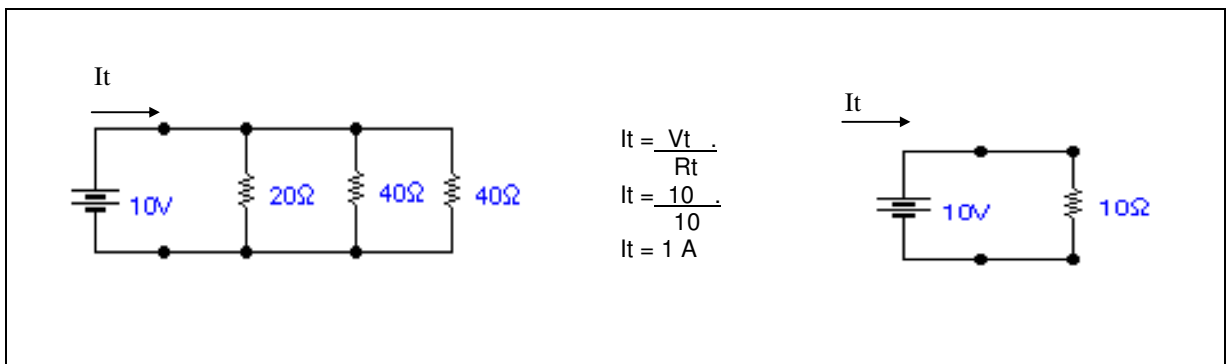 It
10V
20Ω
40Ω
40Ω
It = Vt .
Rt
It = 10 .
10
It = 1 A
It
10V
10Ω